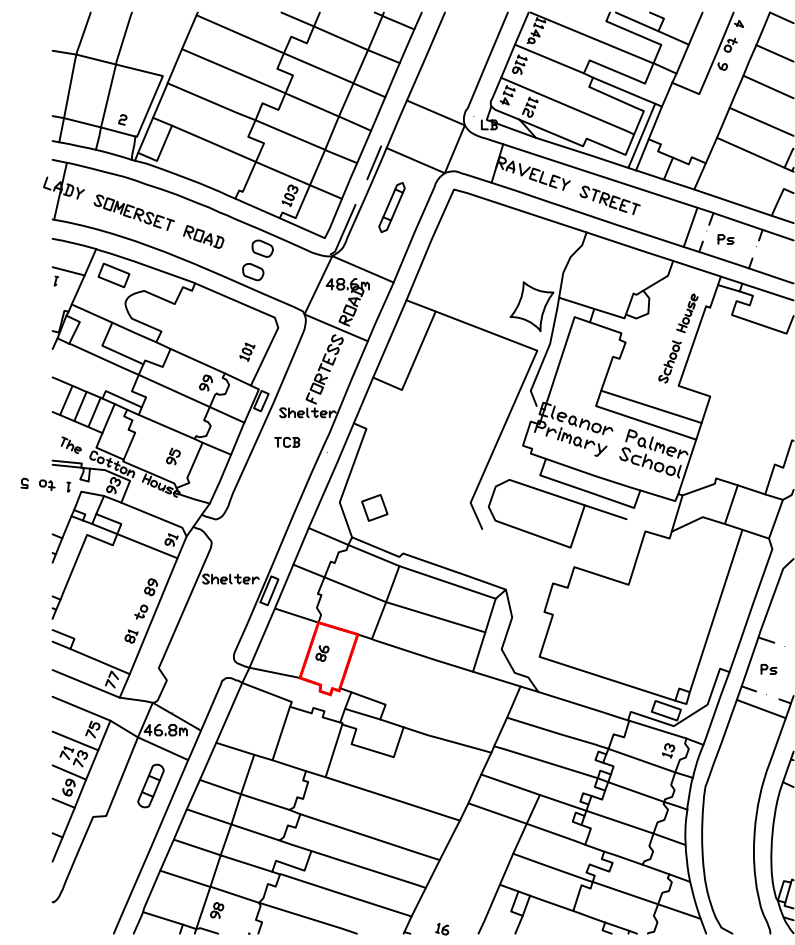 114a
4 to 9
116
114
112
2
LB
RAVELEY STREET
LADY SOMERSET ROAD
103
Ps
1
48.6m
FORTESS ROAD
School House
101
99
Shelter
Eleanor Palmer
Primary School
TCB
The Cotton House
95
1 to 5
93
91
Shelter
81 to 89
86
77
Ps
75
46.8m
71
73
13
69
98
16